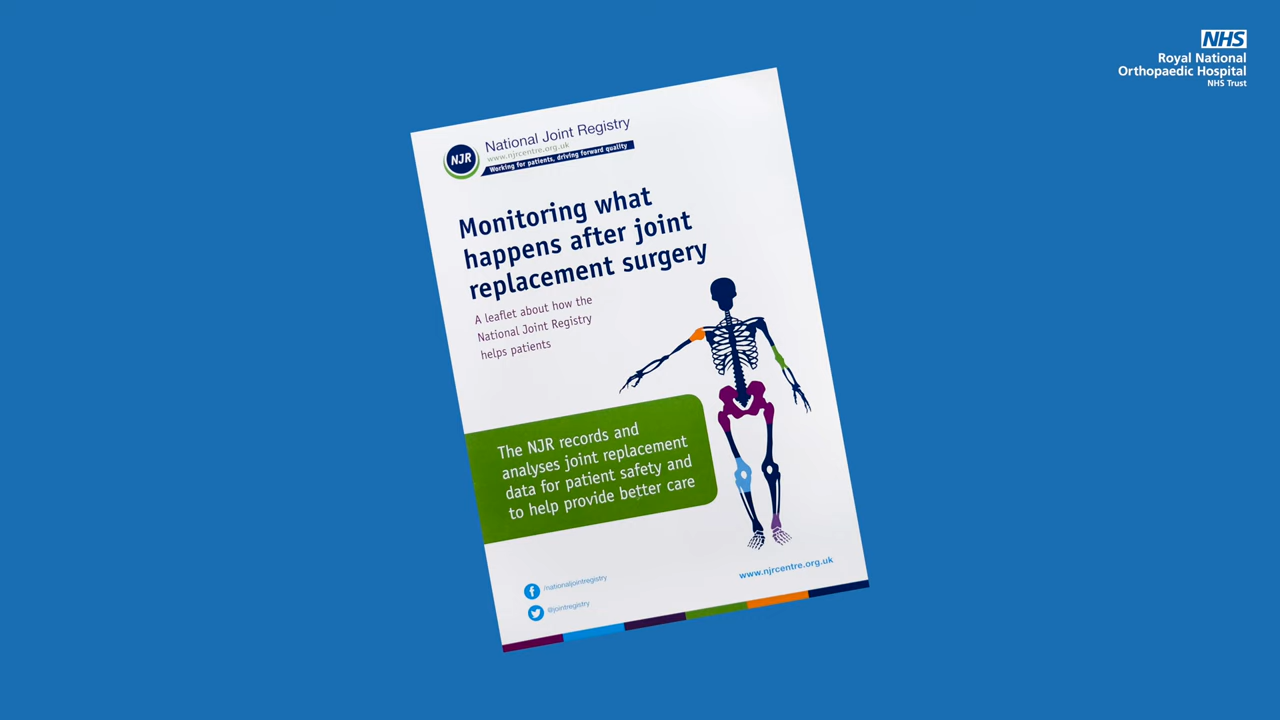 NHS
Royal National
Orthopaedic Hospital
NHS Trust
NJR
National Joint Registry
www.njrcentre.org.uk
Working for patients, driving forward quality
Monitoring what
happens after joint
replacement surgery
A leaflet about how the
National Joint Registry
helps patients
The NJR records and
analyses joint replacement
data for patient safety and
to help provide better care
/nationaljointregistry
@jointregistry
www.njrcentre.org.uk